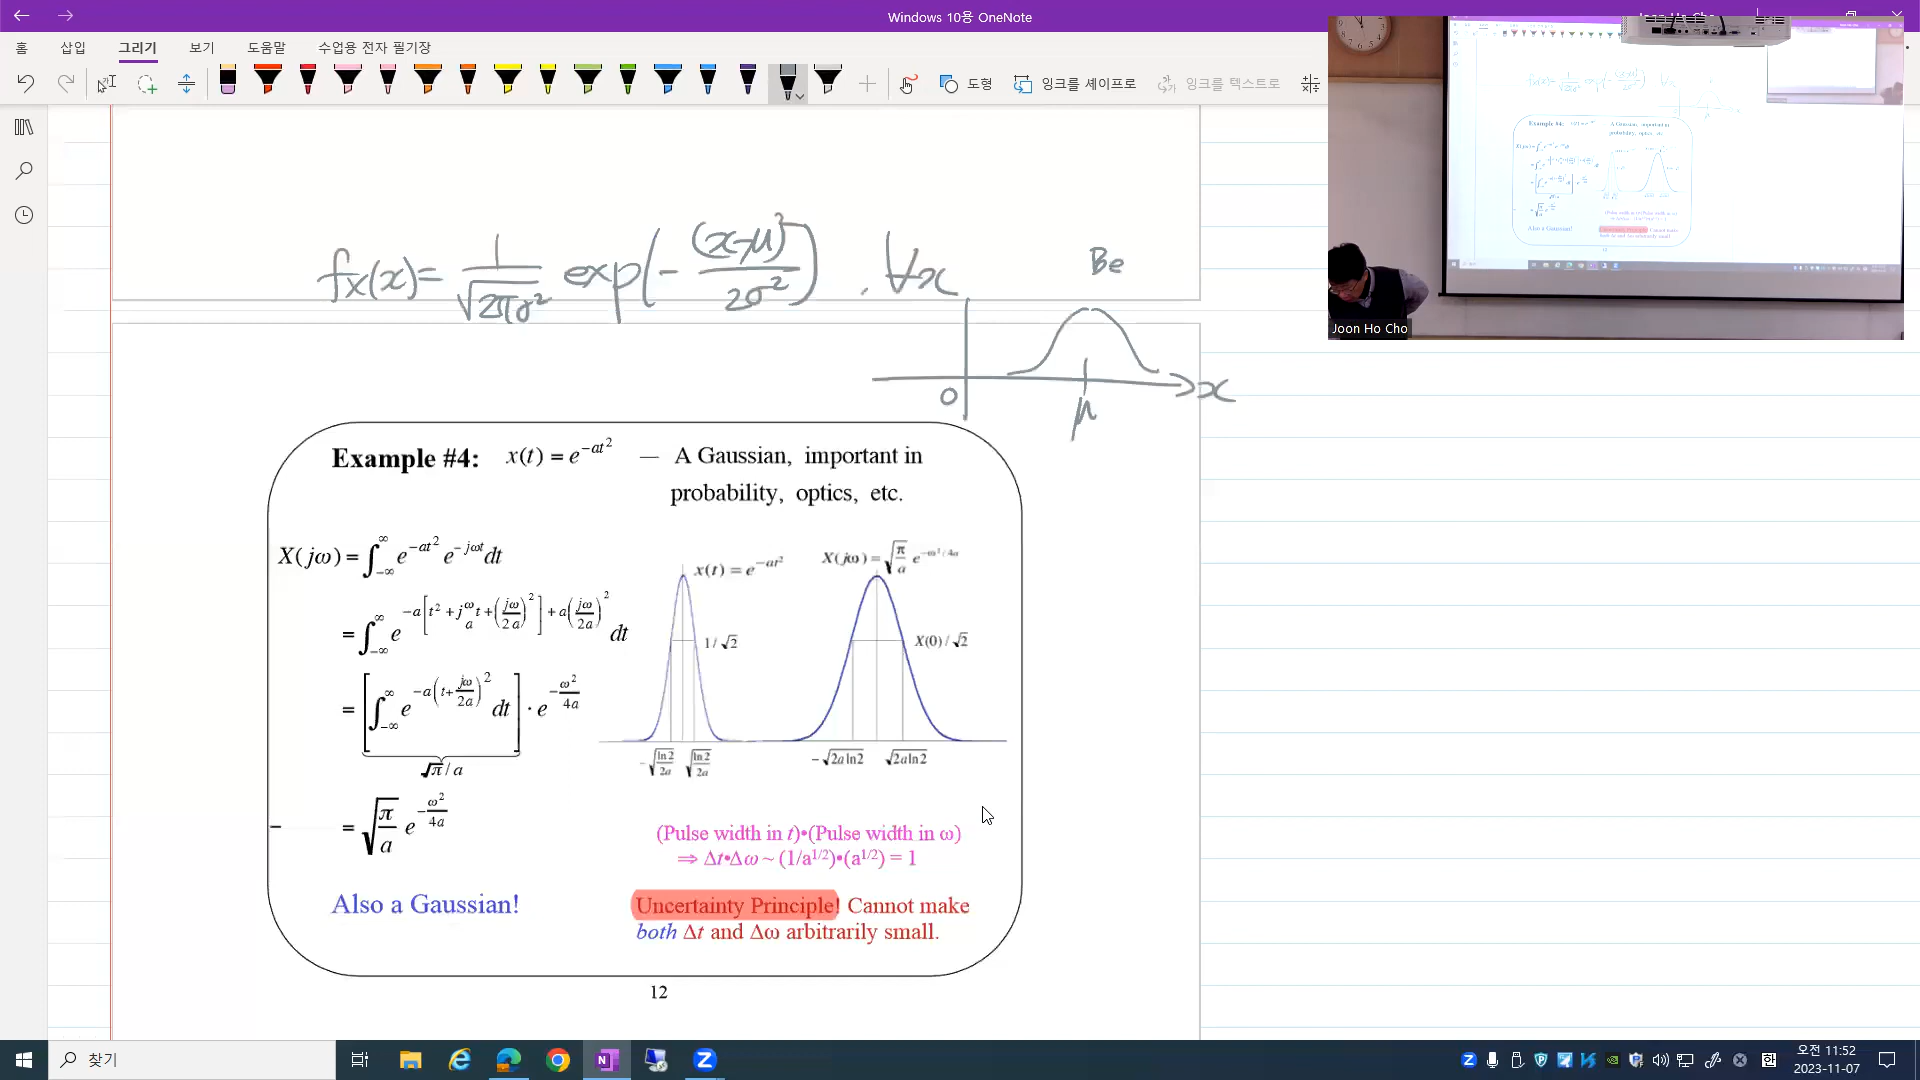 Windows 10용 OneNote
Joon Ho Cho
홈 삽입 그리기 보기 도움말 수업용 전자 필기장
도형 잉크를 셰이프로 잉크를 텍스트로
fx(x)= 1/√2πσ² exp(-(x-μ)²/2σ²), ∀x
Be
0 μ x
Joon Ho Cho
Example #4: x(t) = e^{-at²} — A Gaussian, important in
probability, optics, etc.
X(jω) = ∫_{-∞}^{∞} e^{-at²} e^{-jωt} dt
= ∫_{-∞}^{∞} e^{-a[t² + j(ω/a)t + (jω/2a)²] + a(jω/2a)²} dt
= [∫_{-∞}^{∞} e^{-a(t + jω/2a)²} dt] · e^{-ω²/4a}
√π/a
= √(π/a) e^{-ω²/4a}
Also a Gaussian!
x(t) = e^{-at²}
1/√2
-√(ln2/2a) √(ln2/2a)
X(jω) = √(π/a) e^{-ω²/4a}
X(0)/√2
-√(2a ln2) √(2a ln2)
(Pulse width in t)•(Pulse width in ω)
⇒ Δt•Δω ~ (1/a^{1/2})•(a^{1/2}) = 1
Uncertainty Principle! Cannot make
both Δt and Δω arbitrarily small.
12
찾기
한
오전 11:52
2023-11-07